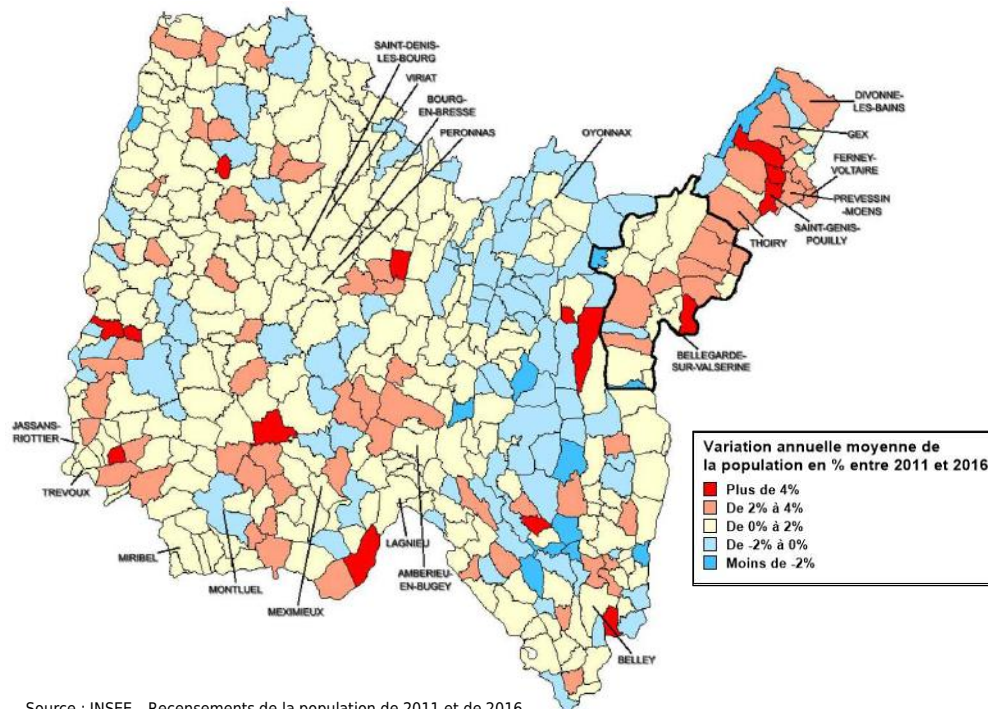 SAINT-DENIS-
LES-BOURG
VIRIAT
BOURG-
EN-BRESSE
PERONNAS
OYONNAX
DIVONNE-
LES-BAINS
GEX
FERNEY-
VOLTAIRE
PREVESSIN
-MOENS
SAINT-GENIS-
POUILLY
THOIRY
BELLEGARDE-
SUR-VALSERINE
JASSANS-
RIOTTIER
TREVOUX
MIRIBEL
MONTLUEL
MEXIMIEUX
LAGNIEU
AMBERIEU-
EN-BUGEY
BELLEY
Variation annuelle moyenne de
la population en % entre 2011 et 2016
Plus de 4%
De 2% à 4%
De 0% à 2%
De -2% à 0%
Moins de -2%
Source : INSEE - Recensements de la population de 2011 et de 2016